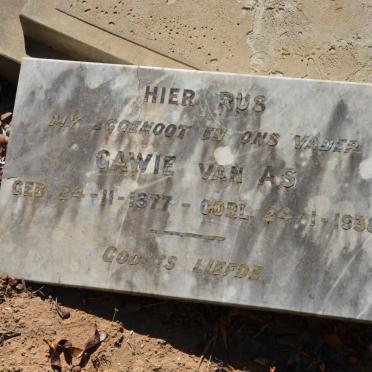 HIER RUS
MY EGGENOOT EN ONS VADER
GAWIE VAN AS
GEB. 24-11-1877 - OORL. 24-1-1938
GOD IS LIEFDE.